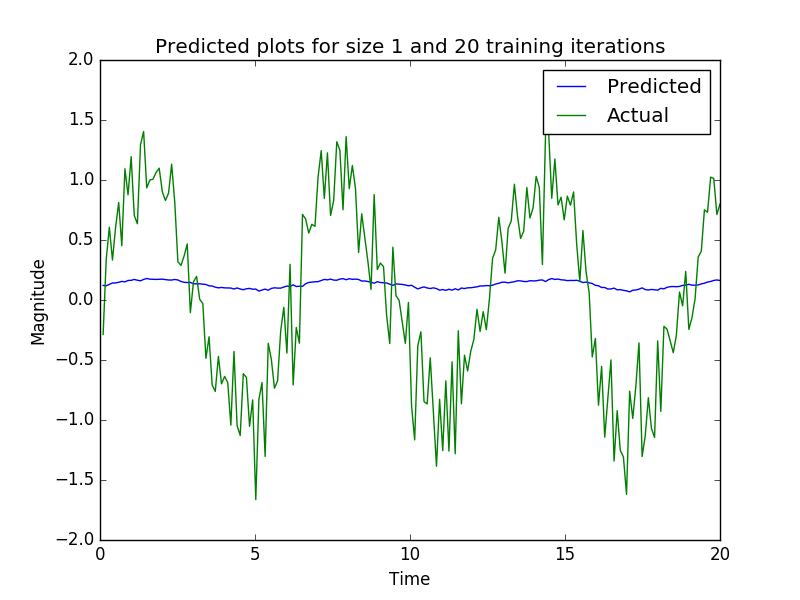 Predicted plots for size 1 and 20 training iterations
2.0
1.5
1.0
0.5
0.0
−0.5
−1.0
−1.5
−2.0
Magnitude
Predicted
Actual
0 5 10 15 20
Time